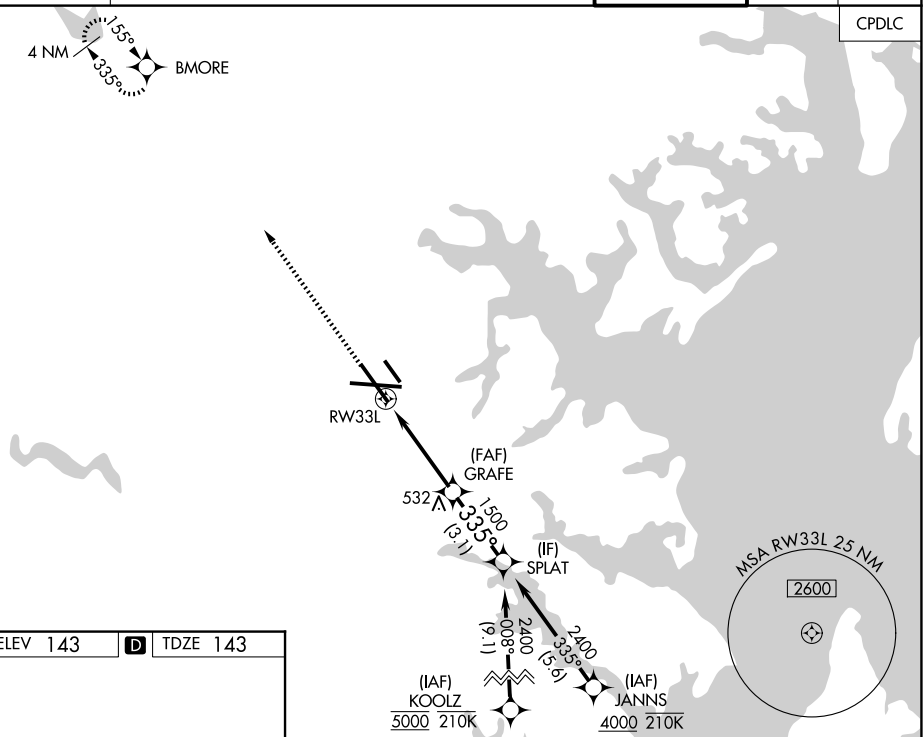 CPDLC
155°
4 NM
335°
BMORE
RW33L
(FAF)
GRAFE
532
1500
335°
(3.1)
(IF)
SPLAT
MSA RW33L 25 NM
2600
ELEV 143 D TDZE 143
2400
008°
(9.1)
2400
335°
(5.6)
(IAF)
KOOLZ
5000 210K
(IAF)
JANNS
4000 210K